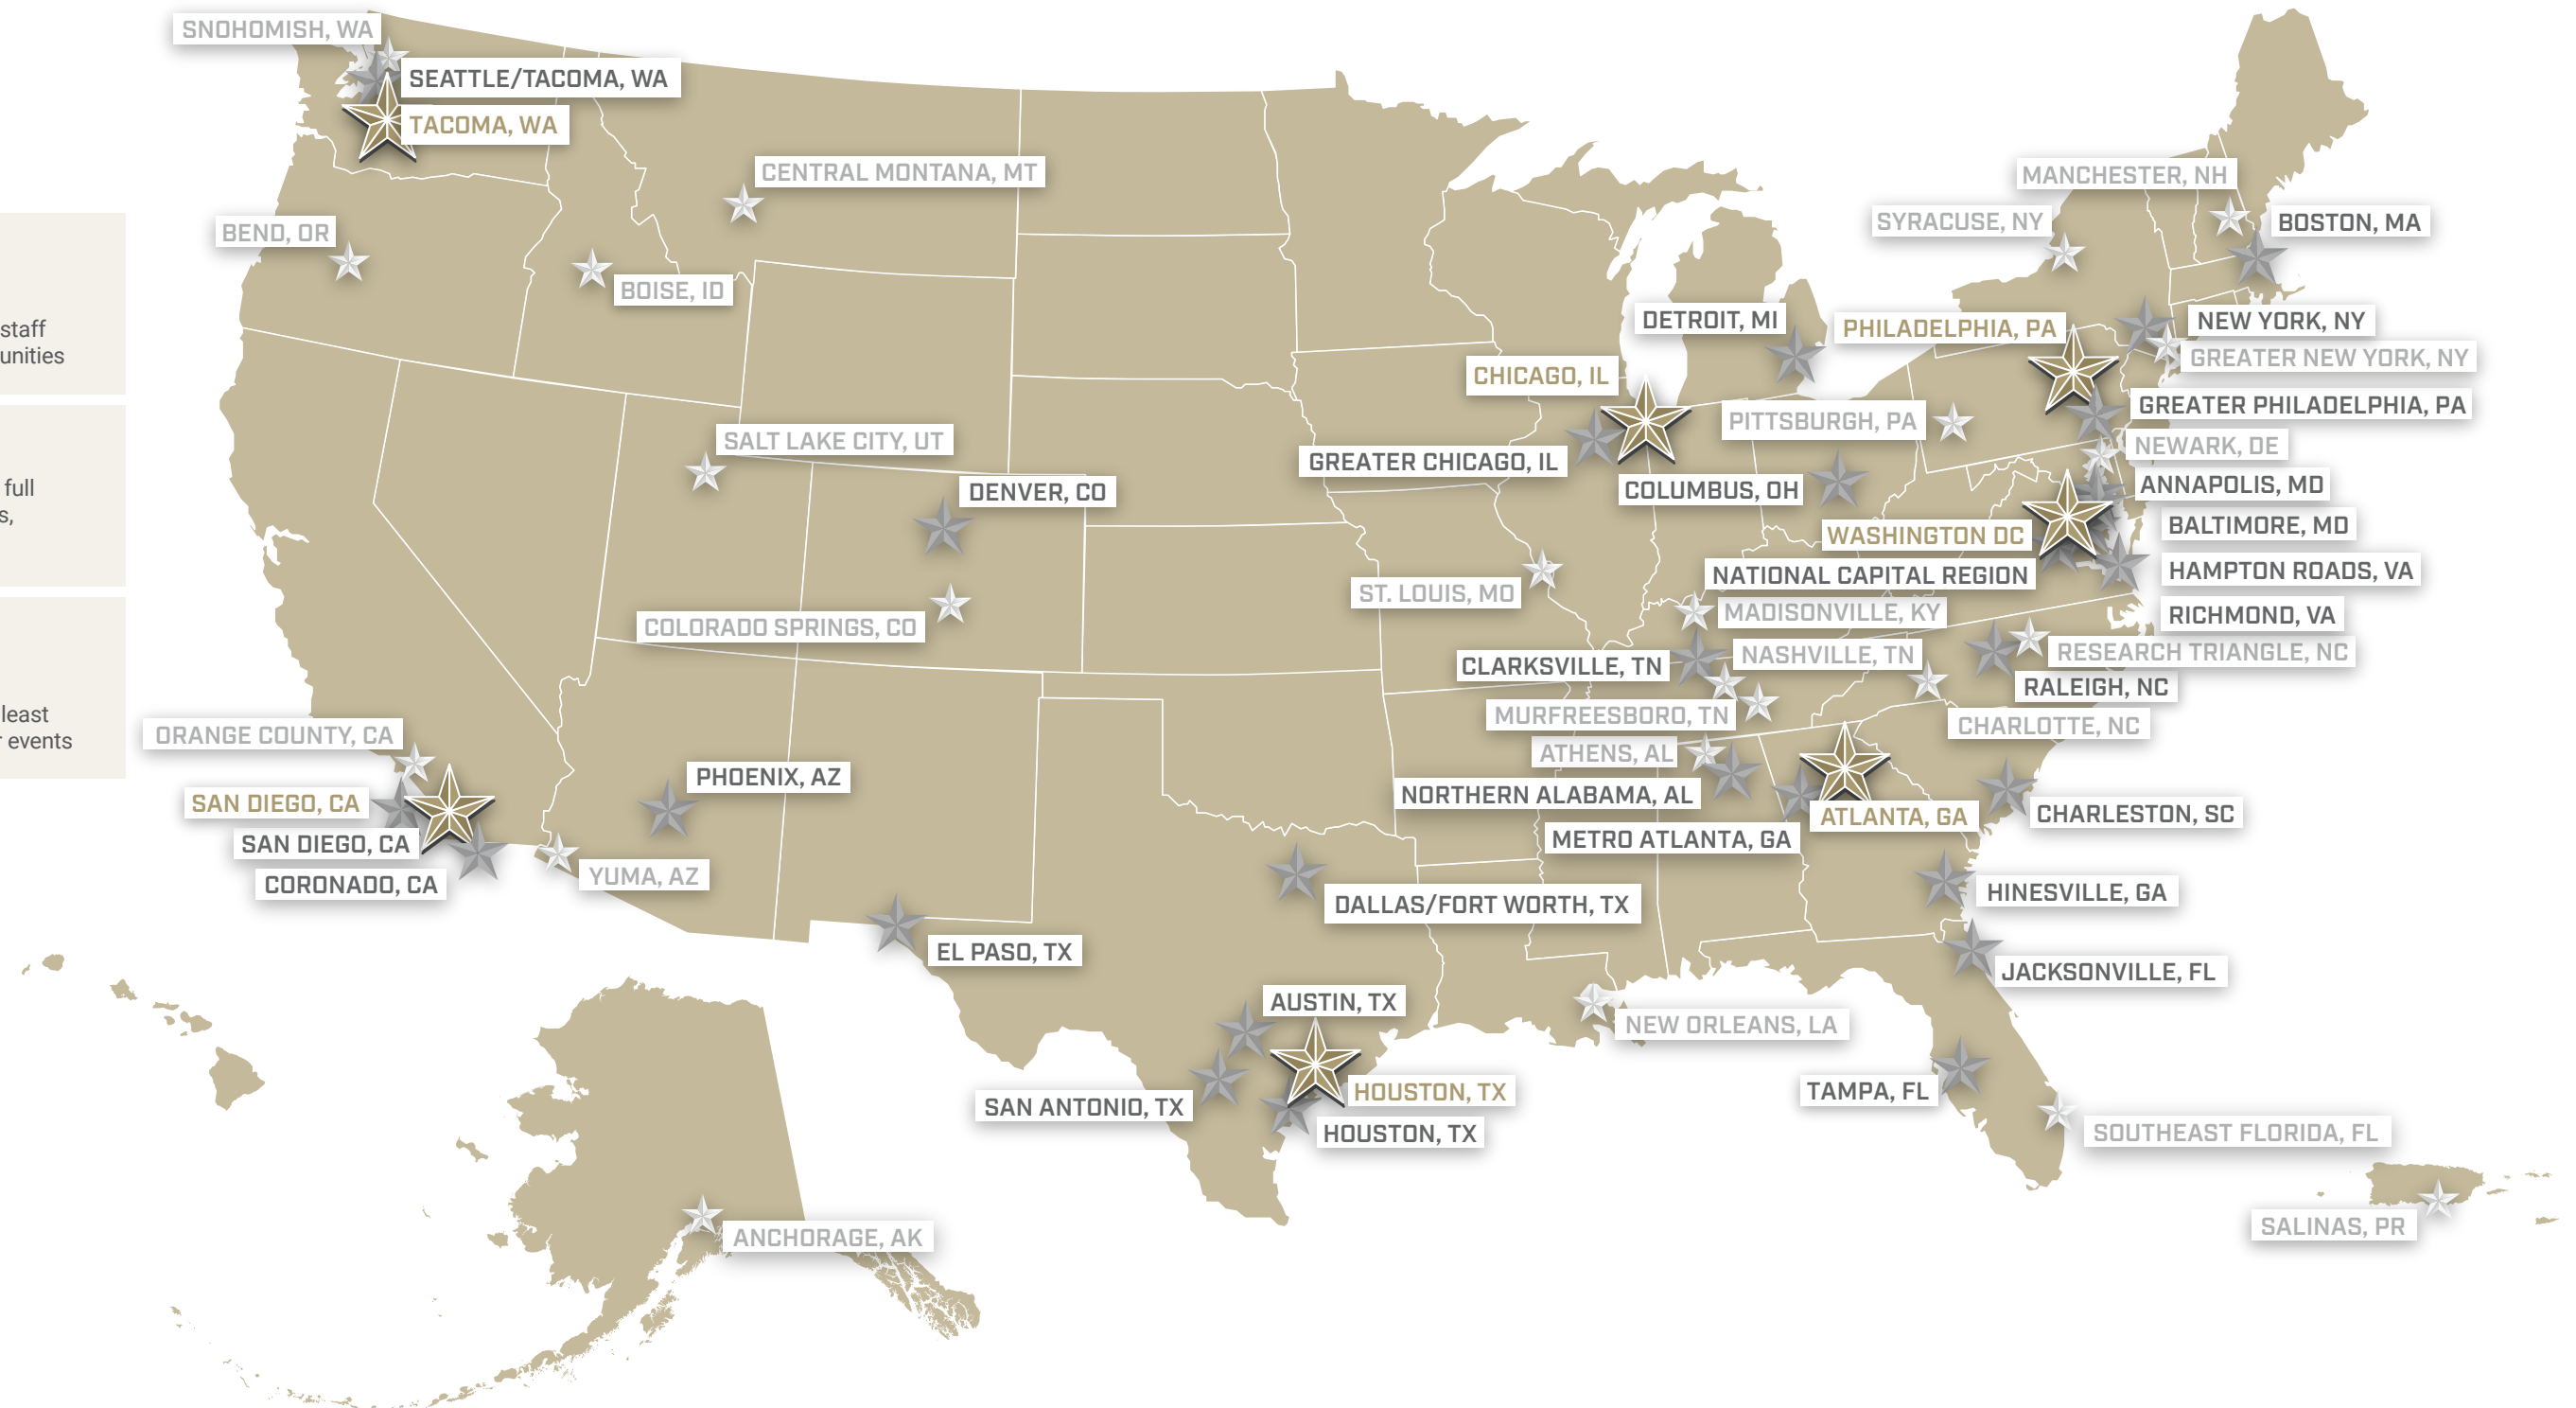 SNOHOMISH, WA
SEATTLE/TACOMA, WA
TACOMA, WA
CENTRAL MONTANA, MT
MANCHESTER, NH
SYRACUSE, NY
BOSTON, MA
BEND, OR
BOISE, ID
staff
unities
DETROIT, MI
PHILADELPHIA, PA
NEW YORK, NY
GREATER NEW YORK, NY
CHICAGO, IL
GREATER PHILADELPHIA, PA
PITTSBURGH, PA
SALT LAKE CITY, UT
NEWARK, DE
GREATER CHICAGO, IL
full
s,
DENVER, CO
COLUMBUS, OH
ANNAPOLIS, MD
BALTIMORE, MD
WASHINGTON DC
NATIONAL CAPITAL REGION
HAMPTON ROADS, VA
ST. LOUIS, MO
MADISONVILLE, KY
RICHMOND, VA
COLORADO SPRINGS, CO
NASHVILLE, TN
RESEARCH TRIANGLE, NC
CLARKSVILLE, TN
RALEIGH, NC
least
r events
MURFREESBORO, TN
CHARLOTTE, NC
ORANGE COUNTY, CA
ATHENS, AL
PHOENIX, AZ
NORTHERN ALABAMA, AL
SAN DIEGO, CA
ATLANTA, GA
CHARLESTON, SC
SAN DIEGO, CA
METRO ATLANTA, GA
CORONADO, CA
YUMA, AZ
HINESVILLE, GA
DALLAS/FORT WORTH, TX
EL PASO, TX
JACKSONVILLE, FL
AUSTIN, TX
NEW ORLEANS, LA
HOUSTON, TX
TAMPA, FL
SAN ANTONIO, TX
HOUSTON, TX
SOUTHEAST FLORIDA, FL
SALINAS, PR
ANCHORAGE, AK